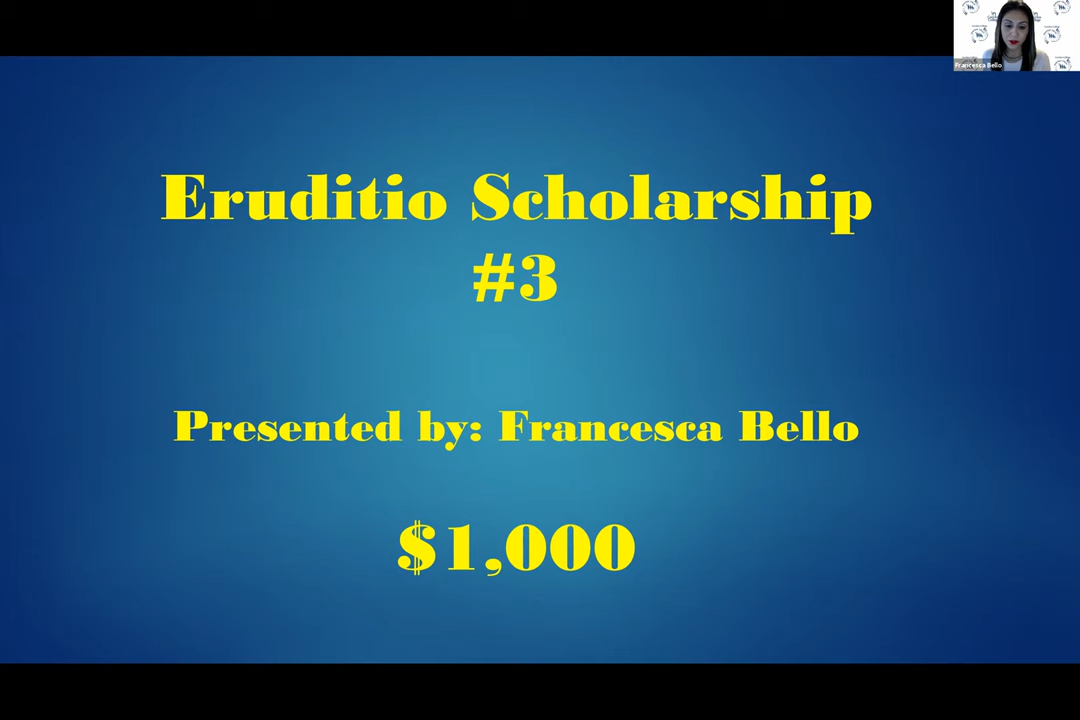 Francesca Bello
Eruditio Scholarship
#3
Presented by: Francesca Bello
$1,000